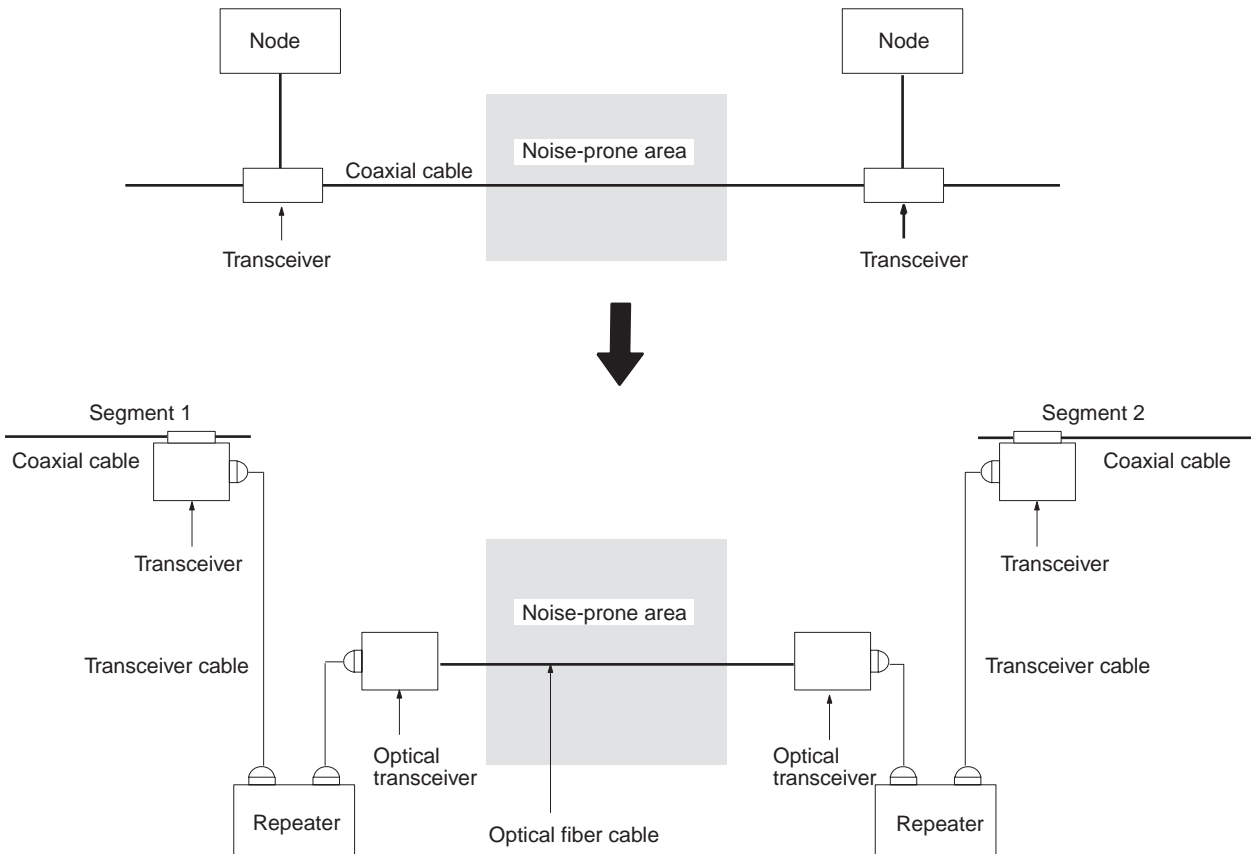 Node
Node
Noise-prone area
Coaxial cable
Transceiver
Transceiver
Segment 1
Segment 2
Coaxial cable
Coaxial cable
Transceiver
Transceiver
Noise-prone area
Transceiver cable
Transceiver cable
Optical
transceiver
Optical
transceiver
Repeater
Optical fiber cable
Repeater